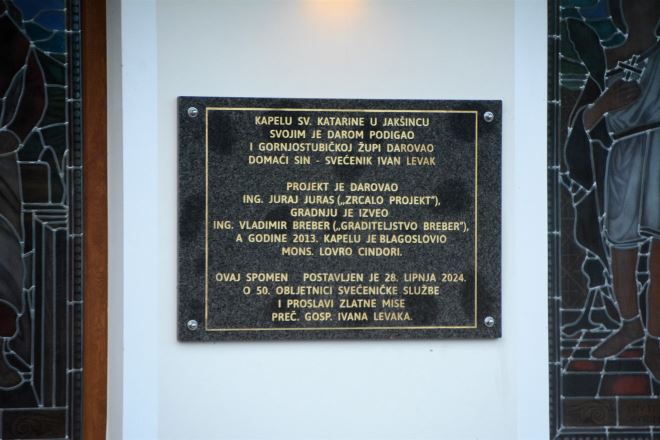 KAPELU SV. KATARINE U JAKŠINCU
SVOJIM JE DAROM PODIGAO
I GORNJOSTUBIČKOJ ŽUPI DAROVAO
DOMAĆI SIN - SVEĆENIK IVAN LEVAK
PROJEKT JE DAROVAO
ING. JURAJ JURAS („ZRCALO PROJEKT”),
GRADNJU JE IZVEO
ING. VLADIMIR BREBER („GRADITELJSTVO BREBER”),
A GODINE 2013. KAPELU JE BLAGOSLOVIO
MONS. LOVRO CINDORI.
OVAJ SPOMEN POSTAVLJEN JE 28. LIPNJA 2024.
O 50. OBLJETNICI SVEĆENIČKE SLUŽBE
I PROSLAVI ZLATNE MISE
PREČ. GOSP. IVANA LEVAKA.